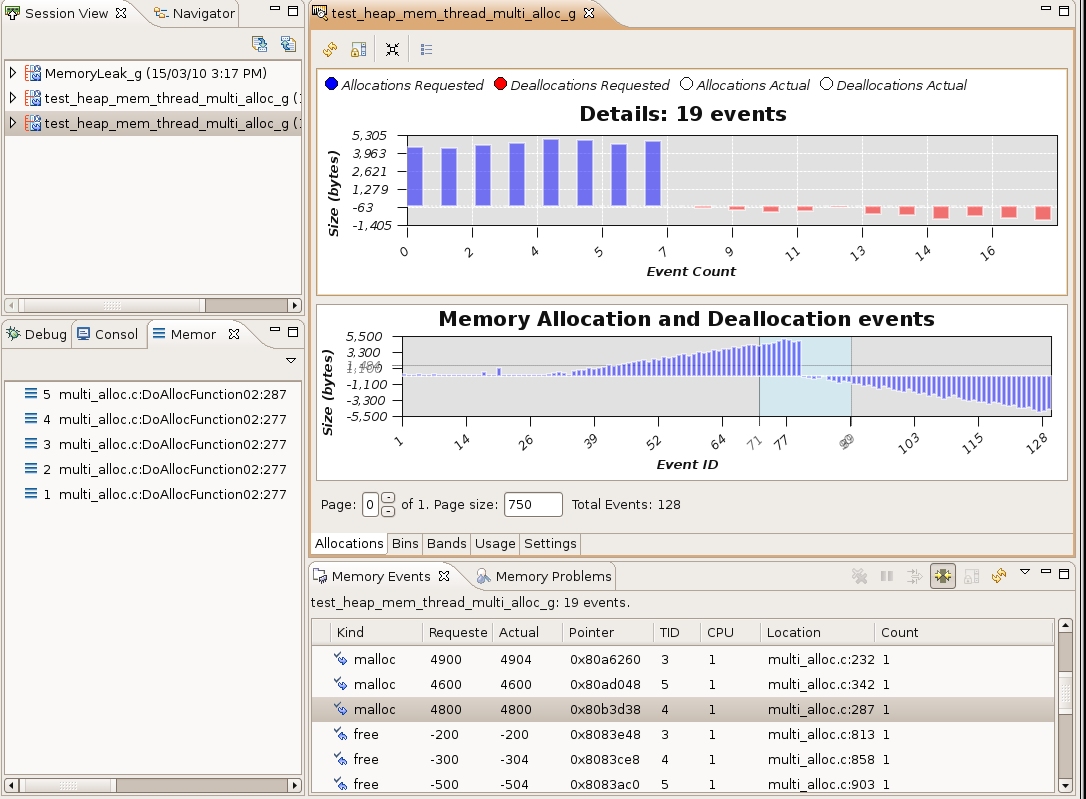 Session View
Navigator
MemoryLeak_g (15/03/10 3:17 PM)
test_heap_mem_thread_multi_alloc_g (
test_heap_mem_thread_multi_alloc_g (
Debug
Consol
Memor
5 multi_alloc.c:DoAllocFunction02:287
4 multi_alloc.c:DoAllocFunction02:277
3 multi_alloc.c:DoAllocFunction02:277
2 multi_alloc.c:DoAllocFunction02:277
1 multi_alloc.c:DoAllocFunction02:277
test_heap_mem_thread_multi_alloc_g
Allocations Requested Deallocations Requested Allocations Actual Deallocations Actual
Details: 19 events
Size (bytes)
5,305
3,963
2,621
1,279
-63
-1,405
0 2 4 5 7 9 11 13 14 16
Event Count
Memory Allocation and Deallocation events
Size (bytes)
5,500
3,300
1,100
-1,100
-3,300
-5,500
1 14 26 39 52 64 71 77 103 115 128
Event ID
Page: 0 of 1. Page size: 750 Total Events: 128
Allocations Bins Bands Usage Settings
Memory Events
Memory Problems
test_heap_mem_thread_multi_alloc_g: 19 events.
Kind Requeste Actual Pointer TID CPU Location Count
malloc 4900 4904 0x80a6260 3 1 multi_alloc.c:232 1
malloc 4600 4600 0x80ad048 5 1 multi_alloc.c:342 1
malloc 4800 4800 0x80b3d38 4 1 multi_alloc.c:287 1
free -200 -200 0x8083e48 3 1 multi_alloc.c:813 1
free -300 -304 0x8083ce8 4 1 multi_alloc.c:858 1
free -500 -504 0x8083ac0 5 1 multi_alloc.c:903 1